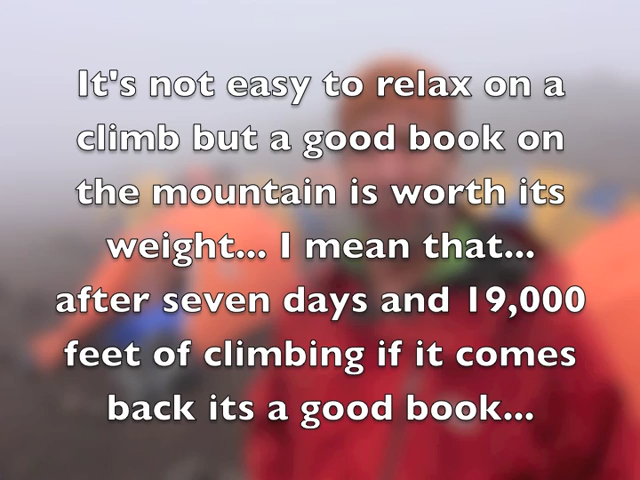 It's not easy to relax on a
climb but a good book on
the mountain is worth its
weight... I mean that...
after seven days and 19,000
feet of climbing if it comes
back its a good book...